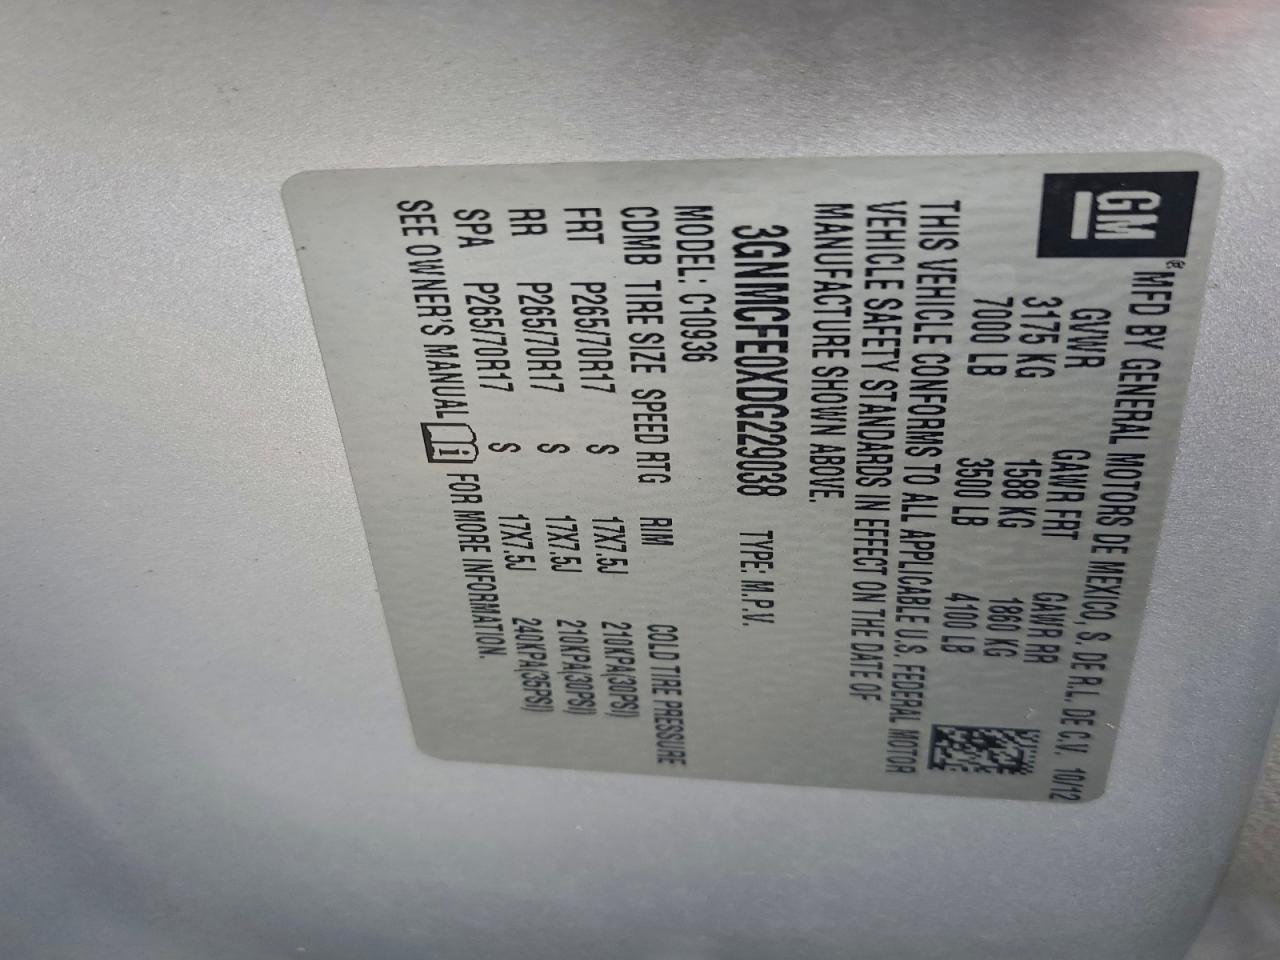 GM
MFD BY GENERAL MOTORS DE MEXICO, S. DE R.L. DE C.V. 10/12
GVWR GAWR FRT GAWR RR
3175 KG 1588 KG 1860 KG
7000 LB 3500 LB 4100 LB
THIS VEHICLE CONFORMS TO ALL APPLICABLE U.S. FEDERAL MOTOR
VEHICLE SAFETY STANDARDS IN EFFECT ON THE DATE OF
MANUFACTURE SHOWN ABOVE.
3GNMCFE0XDG229038 TYPE: M.P.V.
MODEL: C10936
CDMB TIRE SIZE SPEED RTG RIM COLD TIRE PRESSURE
FRT P265/70R17 S 17X7.5J 210KPA(30PSI)
RR P265/70R17 S 17X7.5J 210KPA(30PSI)
SPA P265/70R17 S 17X7.5J 240KPA(35PSI)
SEE OWNER'S MANUAL FOR MORE INFORMATION.